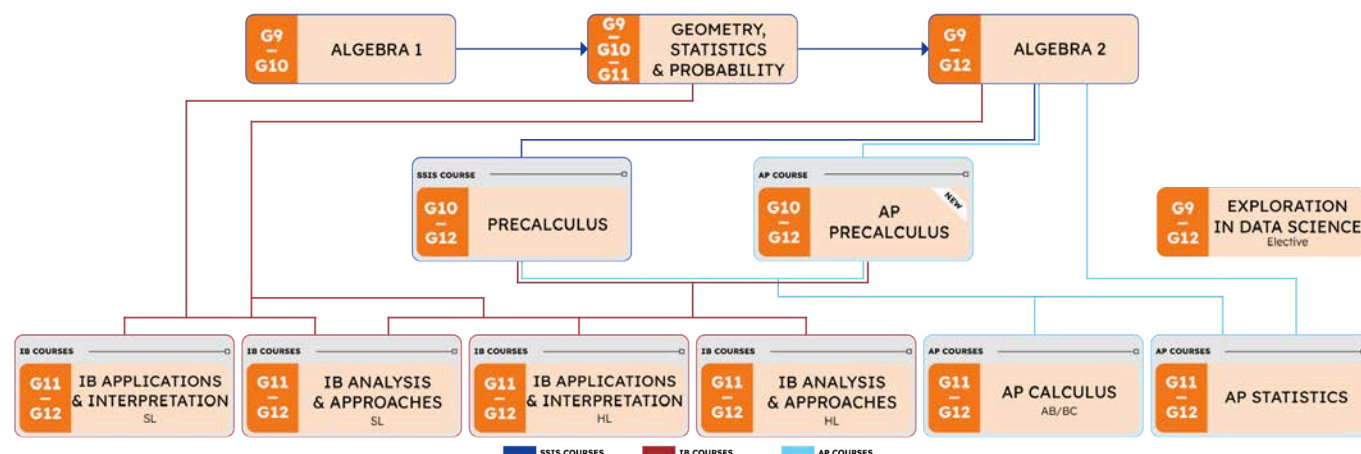 G9
—
G10
ALGEBRA 1
G9
—
G10
—
G11
GEOMETRY,
STATISTICS
& PROBABILITY
G9
—
G12
ALGEBRA 2
SSIS COURSE
G10
—
G12
PRECALCULUS
AP COURSE
G10
—
G12
AP
PRECALCULUS
NEW
G9
—
G12
EXPLORATION
IN DATA SCIENCE
Elective
IB COURSES
G11
—
G12
IB APPLICATIONS
& INTERPRETATION
SL
IB COURSES
G11
—
G12
IB ANALYSIS
& APPROACHES
SL
IB COURSES
G11
—
G12
IB APPLICATIONS
& INTERPRETATION
HL
IB COURSES
G11
—
G12
IB ANALYSIS
& APPROACHES
HL
AP COURSES
G11
—
G12
AP CALCULUS
AB/BC
AP COURSES
G11
—
G12
AP STATISTICS
SSIS COURSES
IB COURSES
AP COURSES